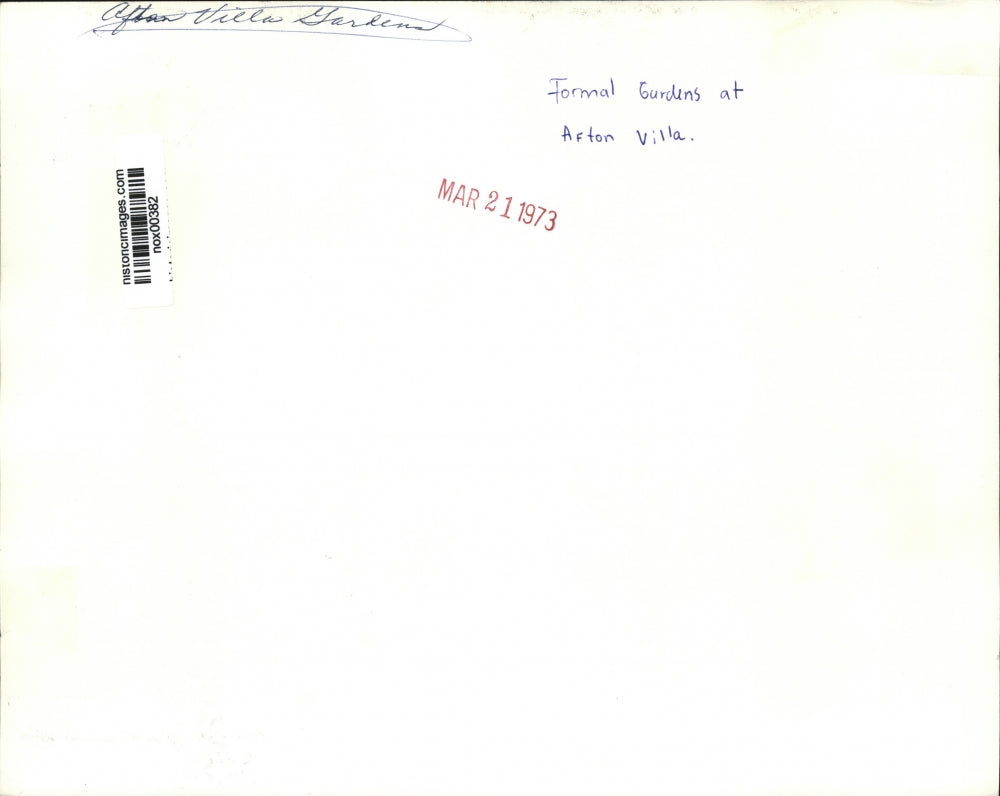 Afton Villa Gardens
Formal Gardens at
Afton Villa.
MAR 21 1973
historicimages.com
nox00382